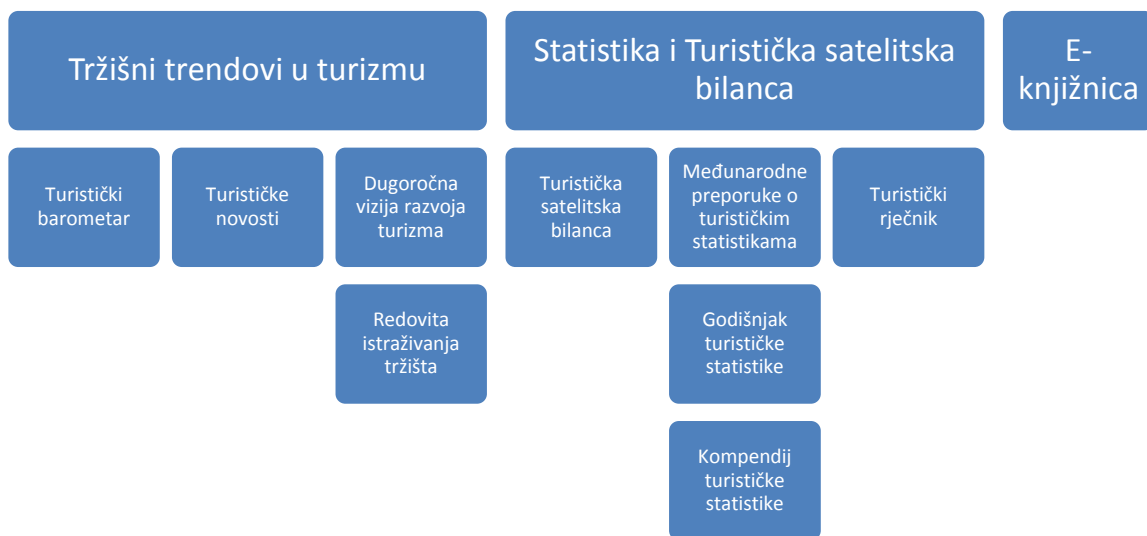 Tržišni trendovi u turizmu
Statistika i Turistička satelitska
bilanca
E-
knjižnica
Turistički
barometar
Turističke
novosti
Dugoročna
vizija razvoja
turizma
Turistička
satelitska
bilanca
Međunarodne
preporuke o
turističkim
statistikama
Turistički
rječnik
Redovita
istraživanja
tržišta
Godišnjak
turističke
statistike
Kompendij
turističke
statistike